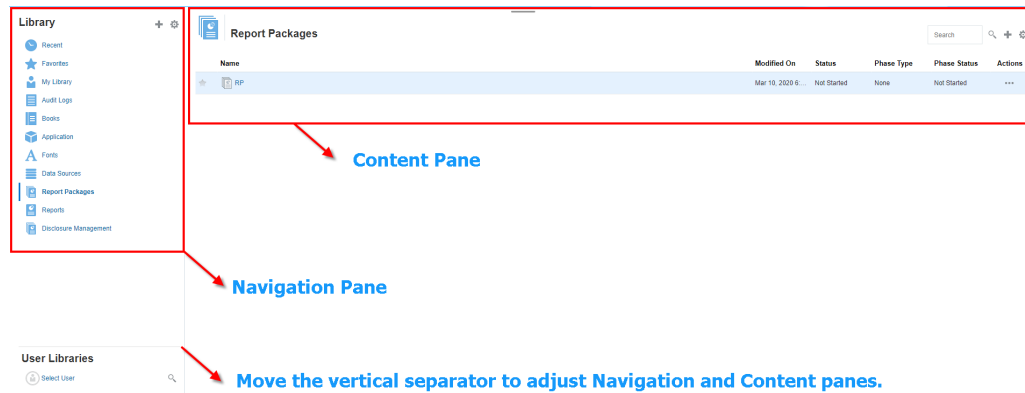 Library
Recent
Favorites
My Library
Audit Logs
Books
Application
Fonts
Data Sources
Report Packages
Reports
Disclosure Management
User Libraries
Select User
Report Packages
Search
Name Modified On Status Phase Type Phase Status Actions
RP Mar 10, 2020 6:... Not Started None Not Started
Content Pane
Navigation Pane
Move the vertical separator to adjust Navigation and Content panes.